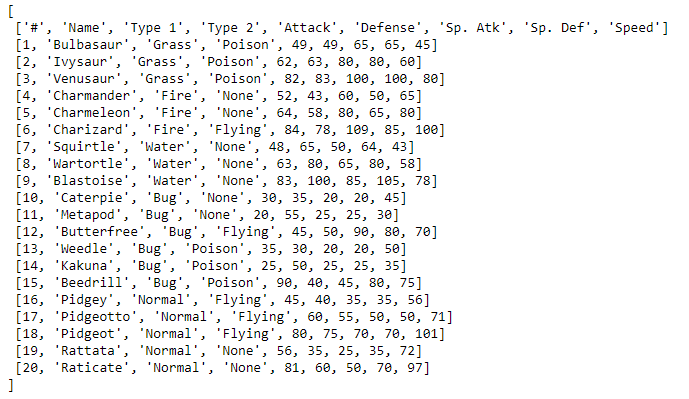 [
['#', 'Name', 'Type 1', 'Type 2', 'Attack', 'Defense', 'Sp. Atk', 'Sp. Def', 'Speed']
[1, 'Bulbasaur', 'Grass', 'Poison', 49, 49, 65, 65, 45]
[2, 'Ivysaur', 'Grass', 'Poison', 62, 63, 80, 80, 60]
[3, 'Venusaur', 'Grass', 'Poison', 82, 83, 100, 100, 80]
[4, 'Charmander', 'Fire', 'None', 52, 43, 60, 50, 65]
[5, 'Charmeleon', 'Fire', 'None', 64, 58, 80, 65, 80]
[6, 'Charizard', 'Fire', 'Flying', 84, 78, 109, 85, 100]
[7, 'Squirtle', 'Water', 'None', 48, 65, 50, 64, 43]
[8, 'Wartortle', 'Water', 'None', 63, 80, 65, 80, 58]
[9, 'Blastoise', 'Water', 'None', 83, 100, 85, 105, 78]
[10, 'Caterpie', 'Bug', 'None', 30, 35, 20, 20, 45]
[11, 'Metapod', 'Bug', 'None', 20, 55, 25, 25, 30]
[12, 'Butterfree', 'Bug', 'Flying', 45, 50, 90, 80, 70]
[13, 'Weedle', 'Bug', 'Poison', 35, 30, 20, 20, 50]
[14, 'Kakuna', 'Bug', 'Poison', 25, 50, 25, 25, 35]
[15, 'Beedrill', 'Bug', 'Poison', 90, 40, 45, 80, 75]
[16, 'Pidgey', 'Normal', 'Flying', 45, 40, 35, 35, 56]
[17, 'Pidgeotto', 'Normal', 'Flying', 60, 55, 50, 50, 71]
[18, 'Pidgeot', 'Normal', 'Flying', 80, 75, 70, 70, 101]
[19, 'Rattata', 'Normal', 'None', 56, 35, 25, 35, 72]
[20, 'Raticate', 'Normal', 'None', 81, 60, 50, 70, 97]
]